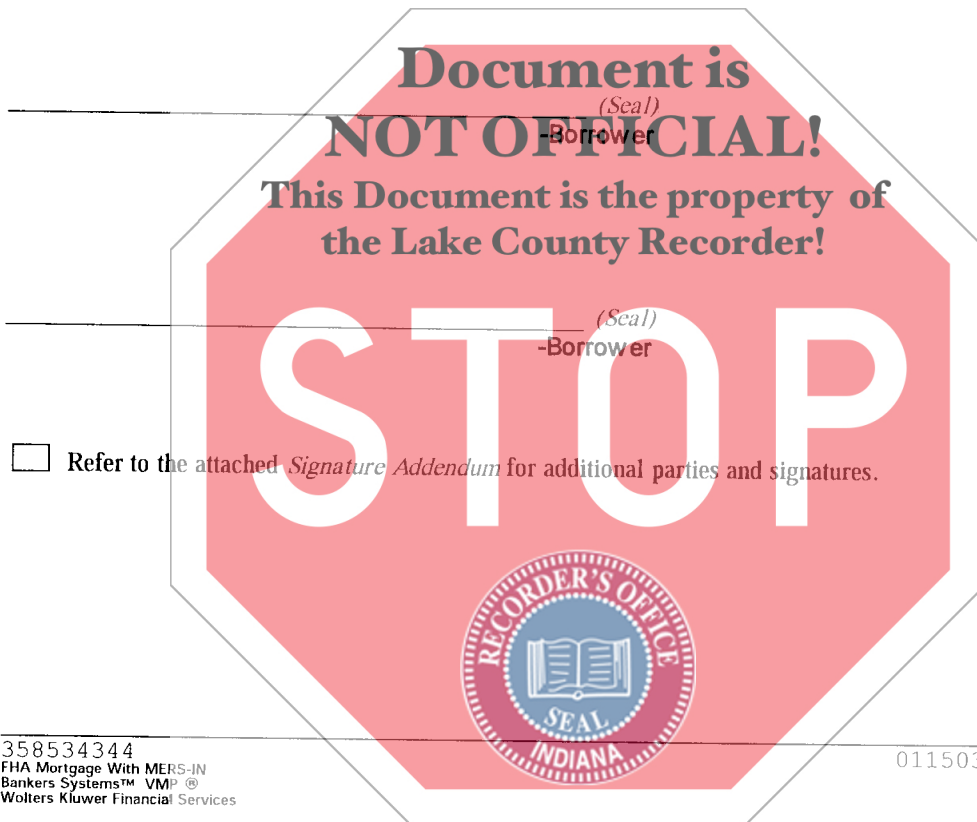 Document is
(Seal)
NOT OFFICIAL!
-Borrower
This Document is the property of
the Lake County Recorder!
(Seal)
-Borrower
STOP
Refer to the attached Signature Addendum for additional parties and signatures.
RECORDER'S OFFICE
SEAL
INDIANA
358534344
011503
FHA Mortgage With MERS-IN
Bankers Systems™ VMP ®
Wolters Kluwer Financial Services